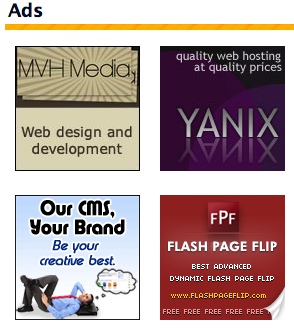 Ads
MVH Media,
Web design and
development
quality web hosting
at quality prices
YANIX
Our CMS,
Your Brand
Be your
creative best.
FPF
FLASH PAGE FLIP
BEST ADVANCED
DYNAMIC FLASH PAGE FLIP
www.FLASHPAGEFLIP.com
FREE FREE FREE FREE FREE